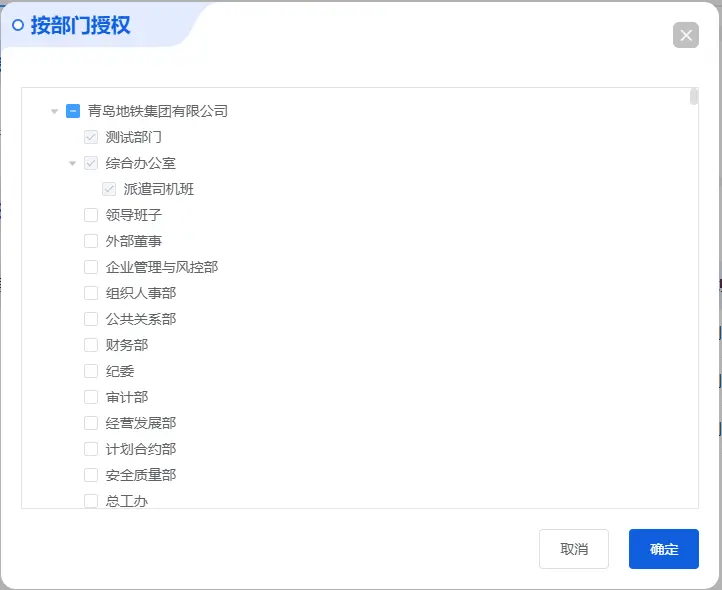 按部门授权
青岛地铁集团有限公司
测试部门
综合办公室
派遣司机班
领导班子
外部董事
企业管理与风控部
组织人事部
公共关系部
财务部
纪委
审计部
经营发展部
计划合约部
安全质量部
总工办
取消
确定